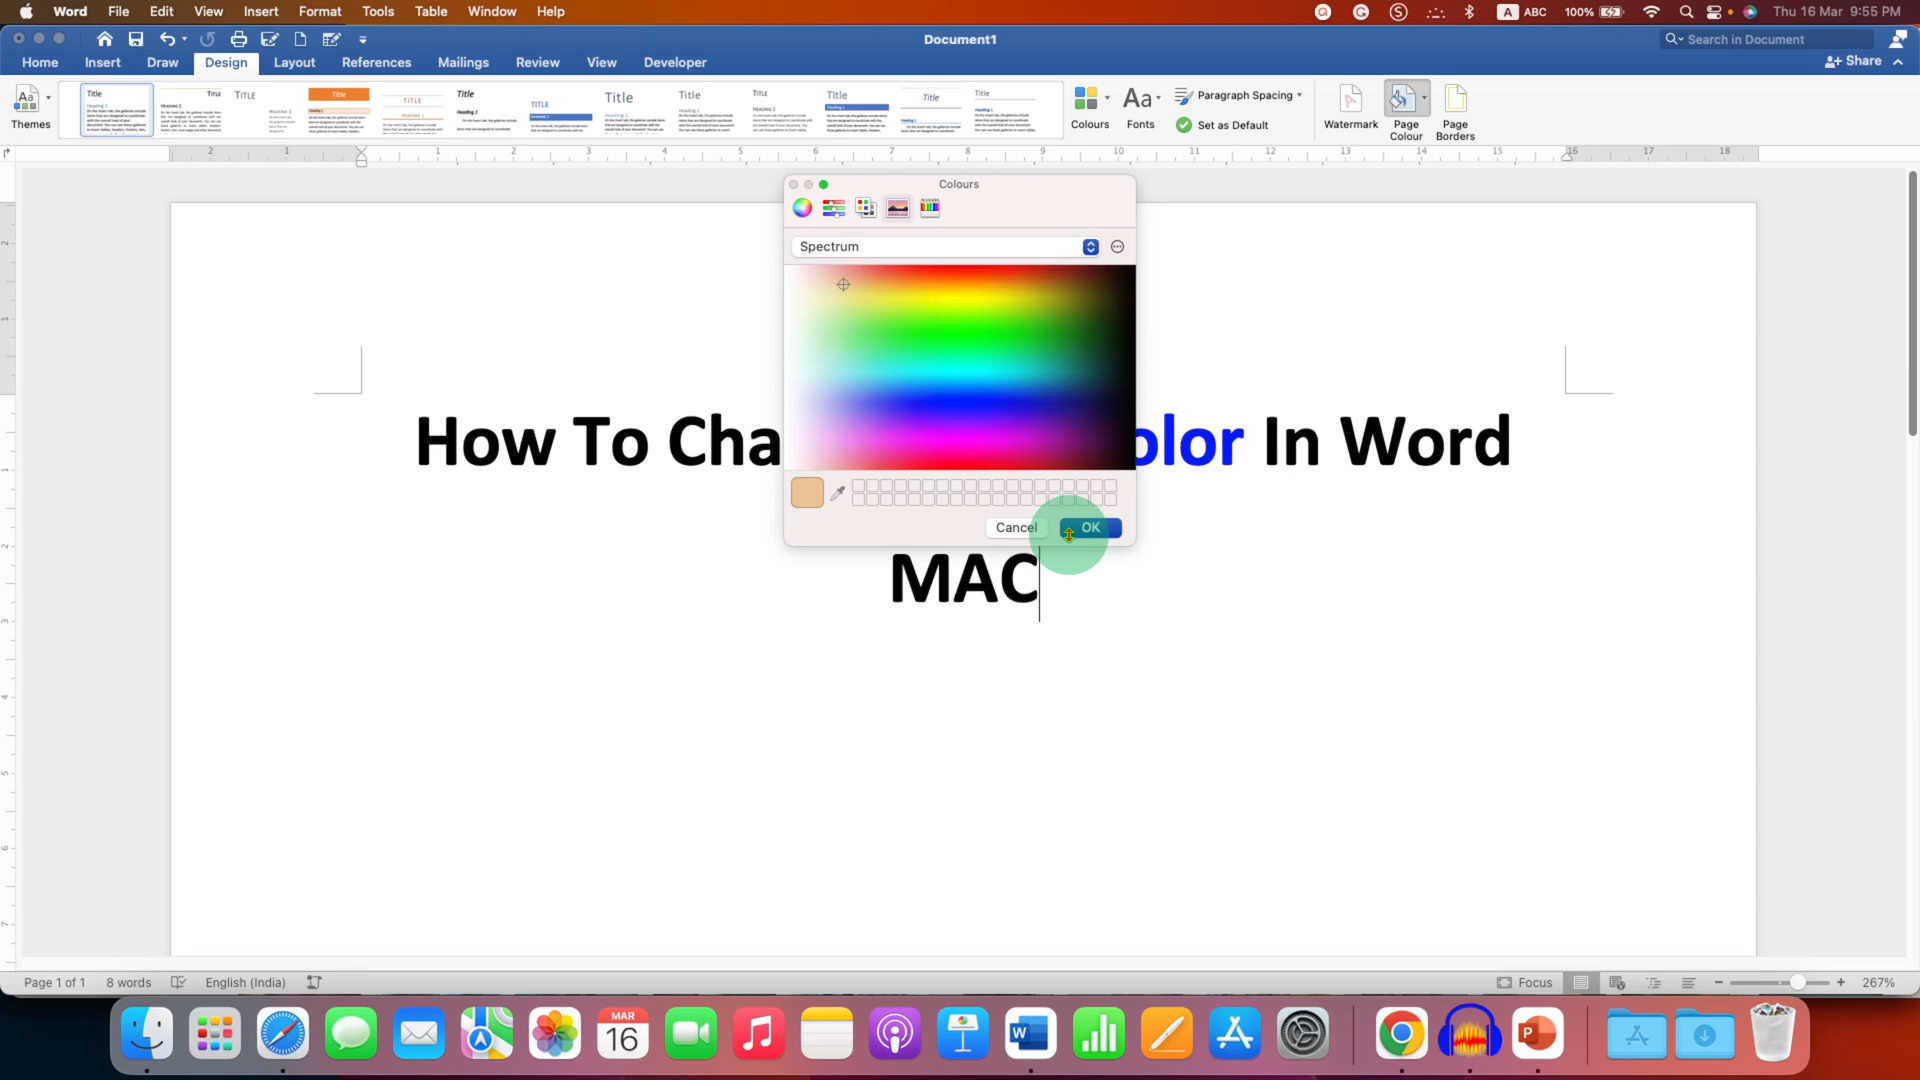 Word File Edit View Insert Format Tools Table Window Help
A ABC 100% Thu 16 Mar 9:55 PM
Document1
Search in Document
Home Insert Draw Design Layout References Mailings Review View Developer
Share
Themes
Colours
Fonts
Paragraph Spacing
Set as Default
Watermark
Page Colour
Page Borders
Colours
Spectrum
Cancel OK
How To Cha olor In Word
MAC
Page 1 of 1 8 words English (India)
Focus 267%
MAR
16